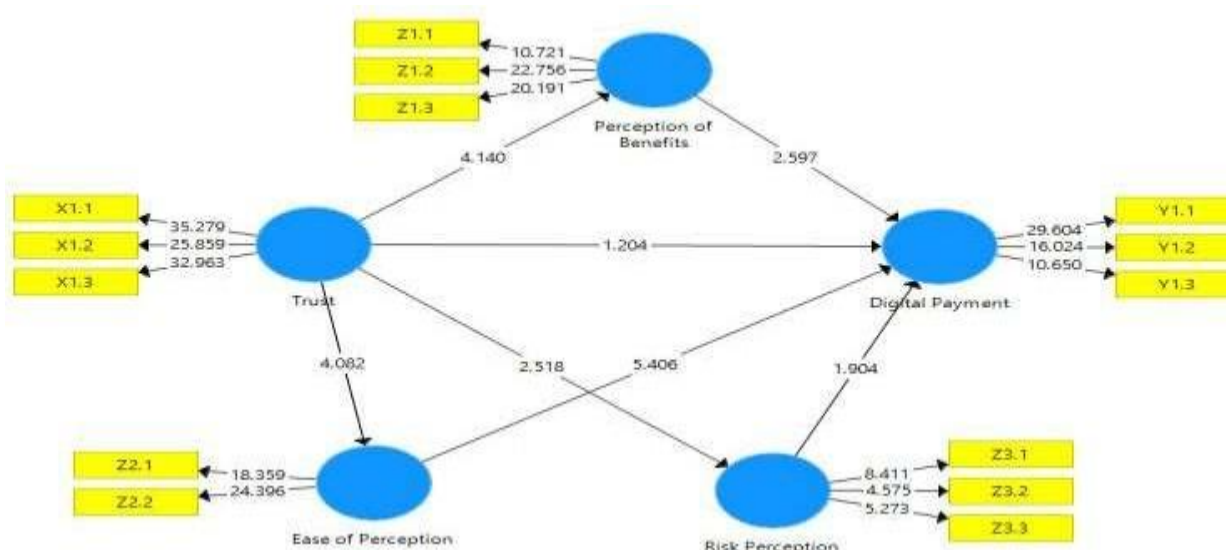 Z1.1
10.721
Z1.2
22.756
Z1.3
20.191
Perception of
Benefits
4.140
2.597
X1.1
35.279
X1.2
25.859
X1.3
32.963
Trust
1.204
Y1.1
29.604
Y1.2
16.024
Y1.3
10.650
Digital Payment
4.082
2.518
5.406
1.904
Z2.1
18.359
Z2.2
24.396
Ease of Perception
Z3.1
8.411
Z3.2
4.575
Z3.3
5.273
Risk Perception